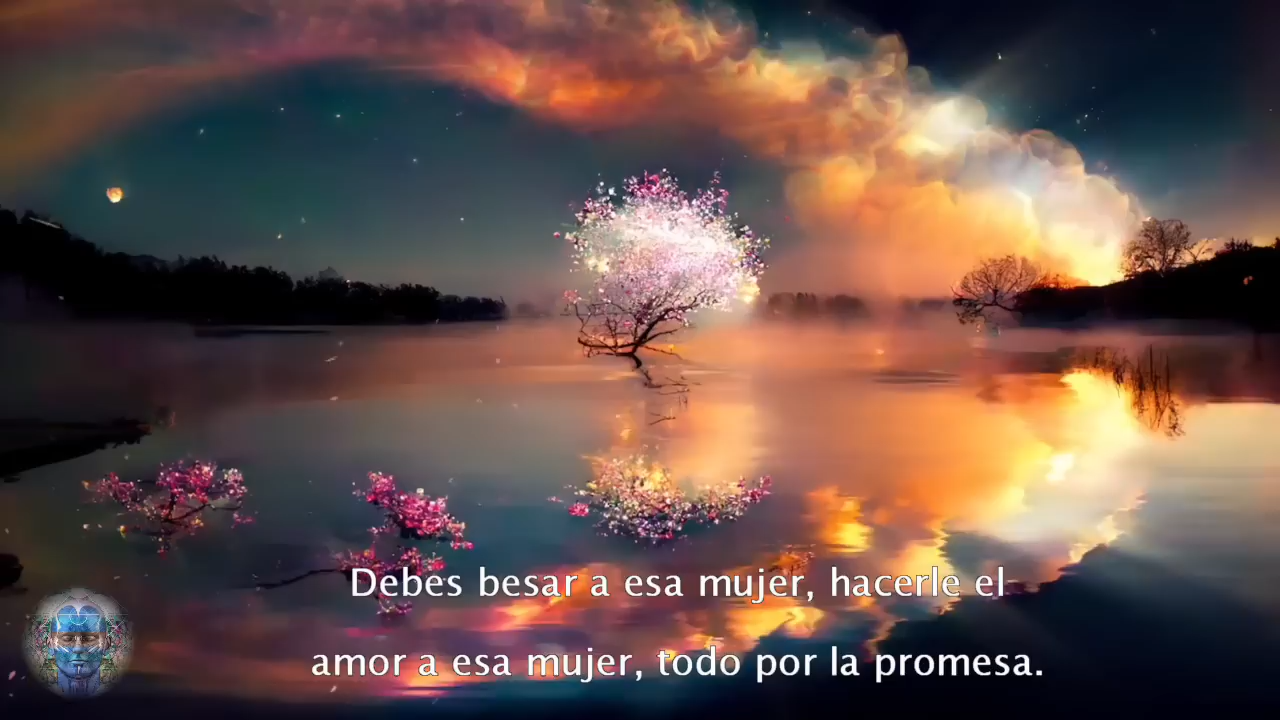 Debes besar a esa mujer, hacerle el
amor a esa mujer, todo por la promesa.